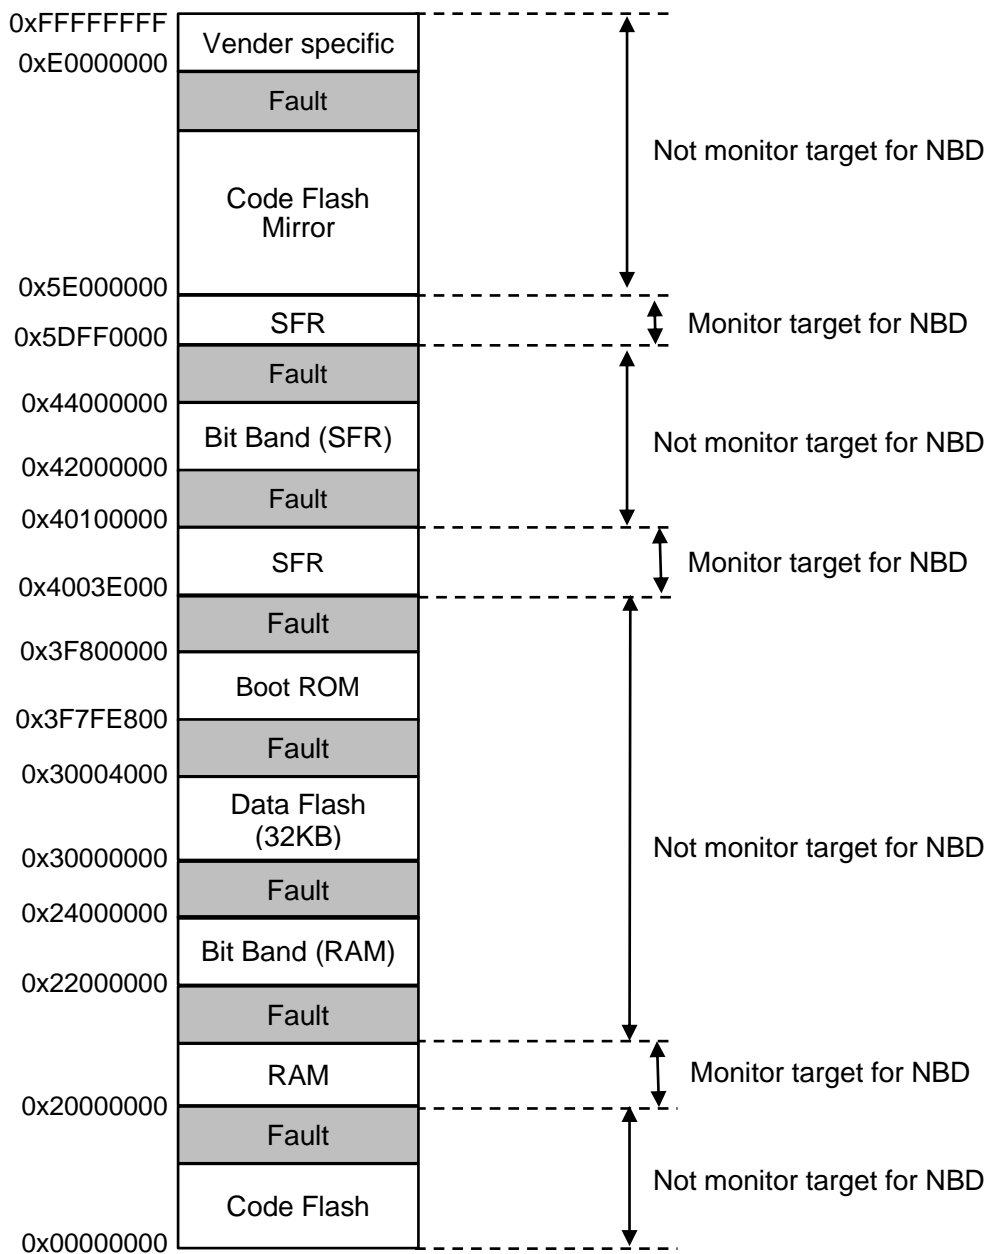 0xFFFFFFFF
Vender specific
0xE0000000
Fault
Not monitor target for NBD
Code Flash
Mirror
0x5E000000
SFR
Monitor target for NBD
0x5DFF0000
Fault
0x44000000
Bit Band (SFR)
Not monitor target for NBD
0x42000000
Fault
0x40100000
SFR
Monitor target for NBD
0x4003E000
Fault
0x3F800000
Boot ROM
0x3F7FE800
Fault
0x30004000
Data Flash
(32KB)
Not monitor target for NBD
0x30000000
Fault
0x24000000
Bit Band (RAM)
0x22000000
Fault
RAM
Monitor target for NBD
0x20000000
Fault
Not monitor target for NBD
Code Flash
0x00000000